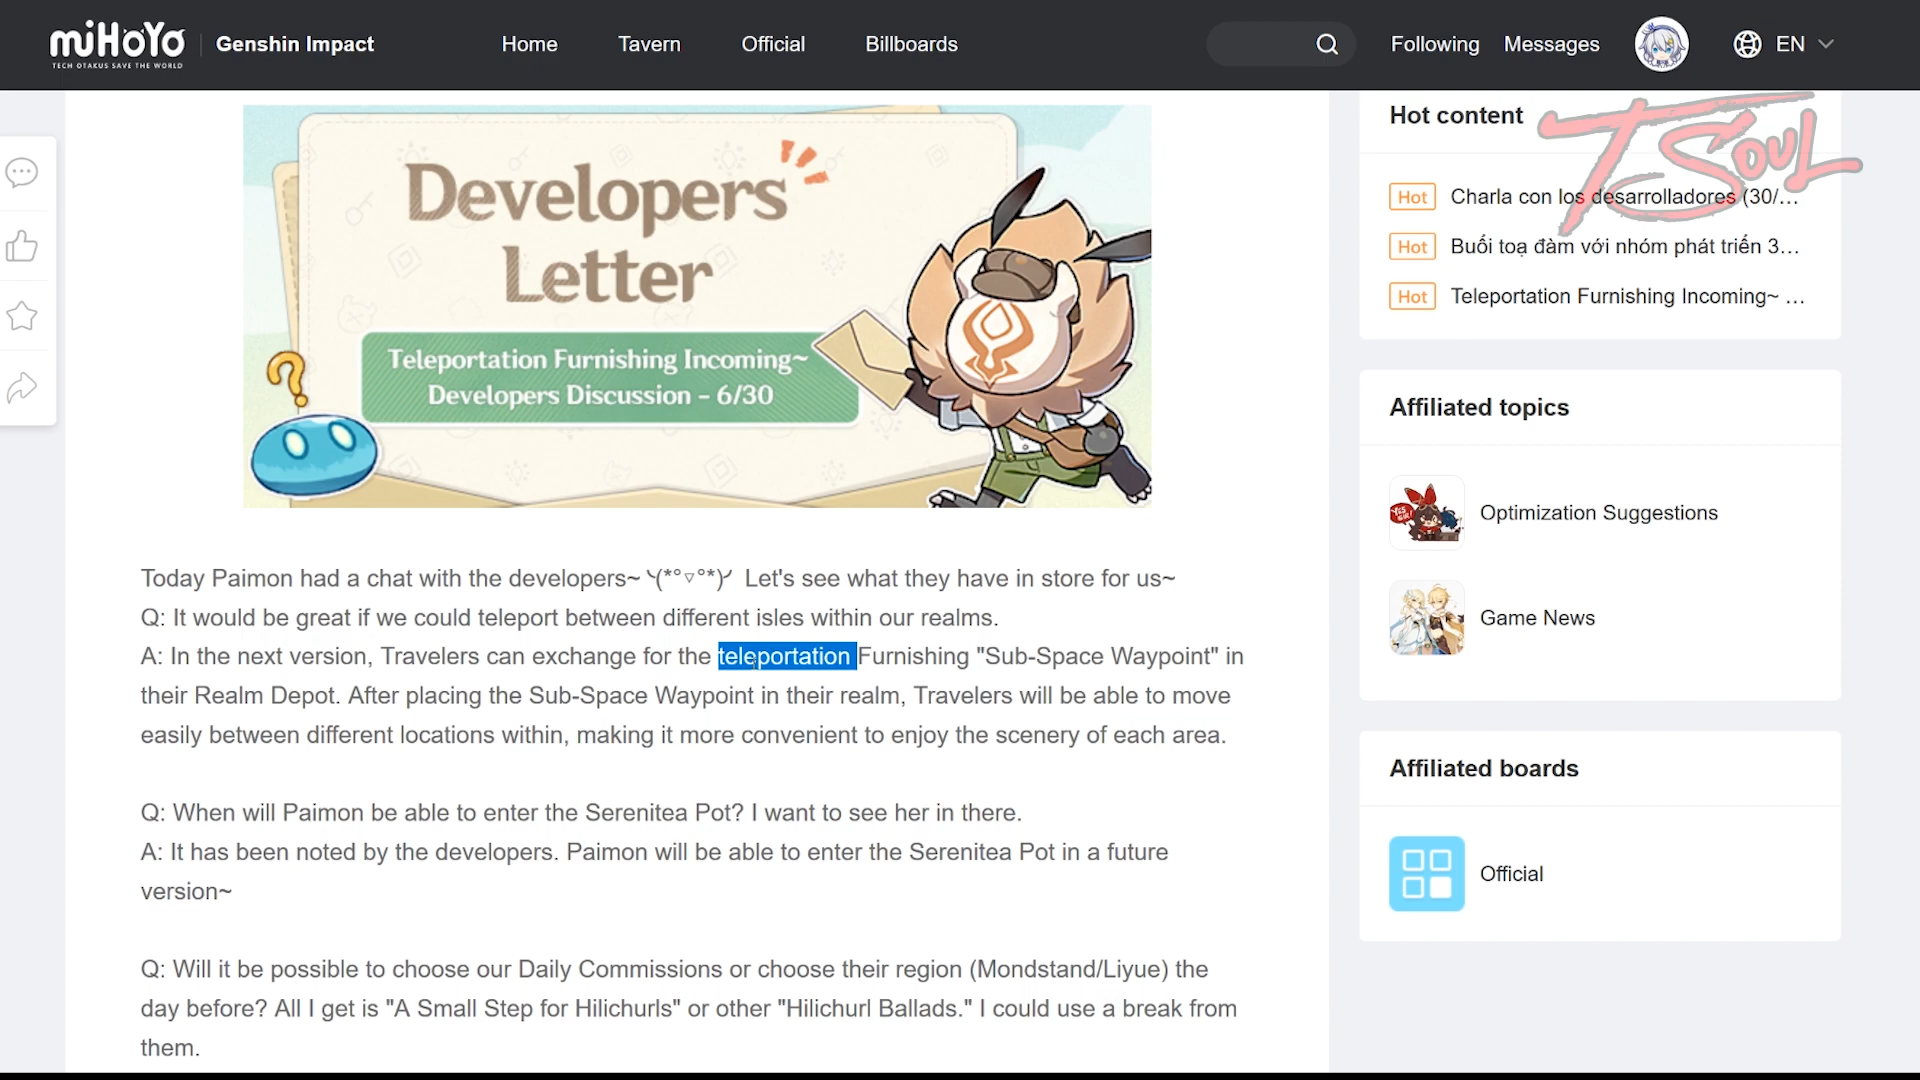 miHoYo
TECH OTAKUS SAVE THE WORLD
Genshin Impact
Home
Tavern
Official
Billboards
Following
Messages
EN
Developers
Letter
Teleportation Furnishing Incoming~
Developers Discussion - 6/30
Today Paimon had a chat with the developers~ ╰(*°▽°*)╯ Let's see what they have in store for us~
Q: It would be great if we could teleport between different isles within our realms.
A: In the next version, Travelers can exchange for the teleportation Furnishing "Sub-Space Waypoint" in
their Realm Depot. After placing the Sub-Space Waypoint in their realm, Travelers will be able to move
easily between different locations within, making it more convenient to enjoy the scenery of each area.
Q: When will Paimon be able to enter the Serenitea Pot? I want to see her in there.
A: It has been noted by the developers. Paimon will be able to enter the Serenitea Pot in a future
version~
Q: Will it be possible to choose our Daily Commissions or choose their region (Mondstand/Liyue) the
day before? All I get is "A Small Step for Hilichurls" or other "Hilichurl Ballads." I could use a break from
them.
Hot content
TSOUL
Hot Charla con los desarrolladores (30/...
Hot Buổi toạ đàm với nhóm phát triển 3...
Hot Teleportation Furnishing Incoming~ ...
Affiliated topics
Optimization Suggestions
Game News
Affiliated boards
Official